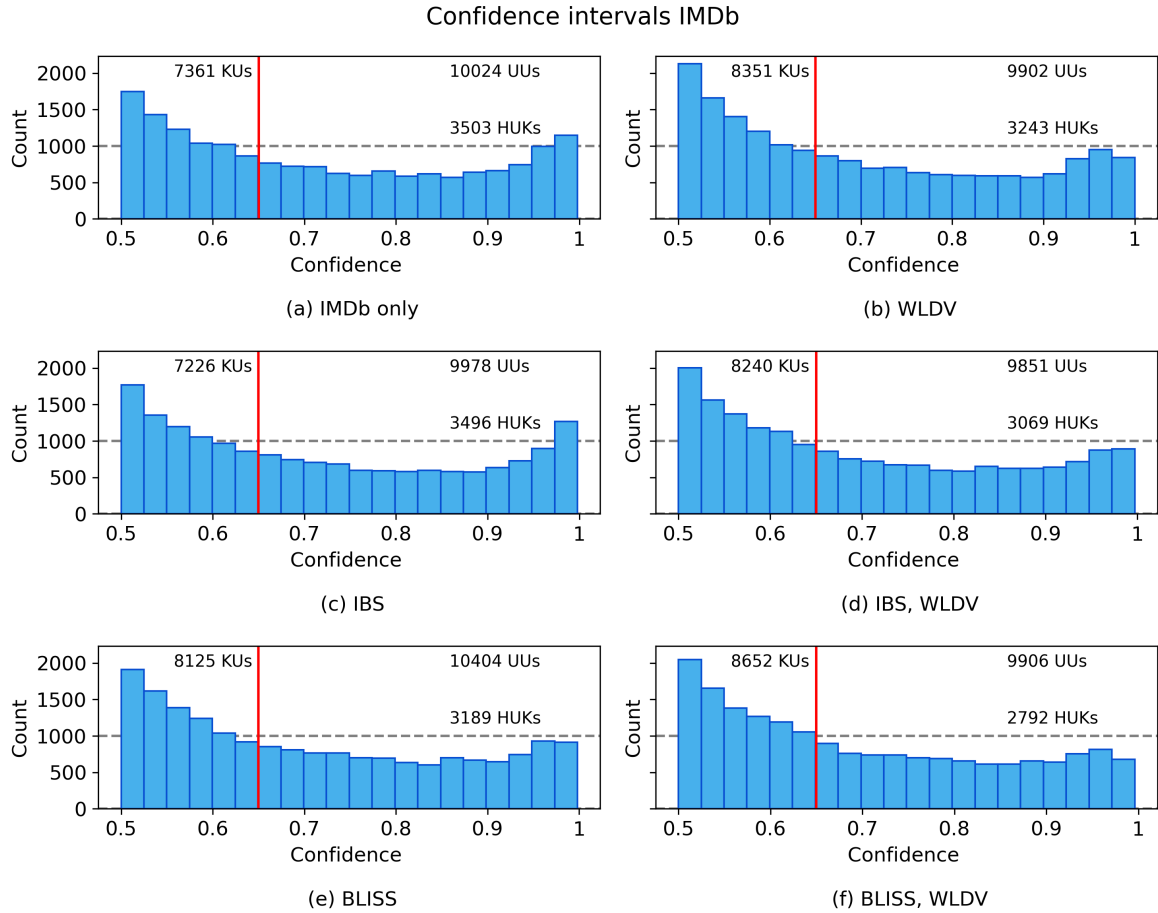 Confidence intervals IMDb
7361 KUs
10024 UUs
3503 HUKs
Count
2000
1500
1000
500
0
0.5 0.6 0.7 0.8 0.9 1
Confidence
(a) IMDb only
8351 KUs
9902 UUs
3243 HUKs
Count
0.5 0.6 0.7 0.8 0.9 1
Confidence
(b) WLDV
7226 KUs
9978 UUs
3496 HUKs
Count
2000
1500
1000
500
0
0.5 0.6 0.7 0.8 0.9 1
Confidence
(c) IBS
8240 KUs
9851 UUs
3069 HUKs
Count
0.5 0.6 0.7 0.8 0.9 1
Confidence
(d) IBS, WLDV
8125 KUs
10404 UUs
3189 HUKs
Count
2000
1500
1000
500
0
0.5 0.6 0.7 0.8 0.9 1
Confidence
(e) BLISS
8652 KUs
9906 UUs
2792 HUKs
Count
0.5 0.6 0.7 0.8 0.9 1
Confidence
(f) BLISS, WLDV